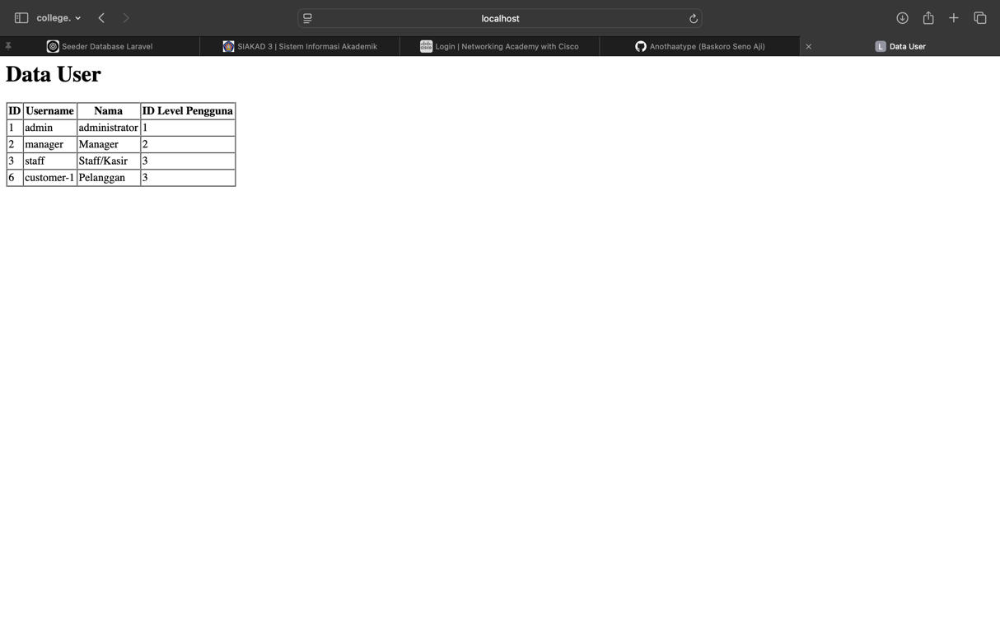 college.
localhost
Seeder Database Laravel
SIAKAD 3 | Sistem Informasi Akademik
Login | Networking Academy with Cisco
Anothaatype (Baskoro Seno Aji)
L Data User
Data User
ID Username Nama ID Level Pengguna
1 admin administrator 1
2 manager Manager 2
3 staff Staff/Kasir 3
6 customer-1 Pelanggan 3